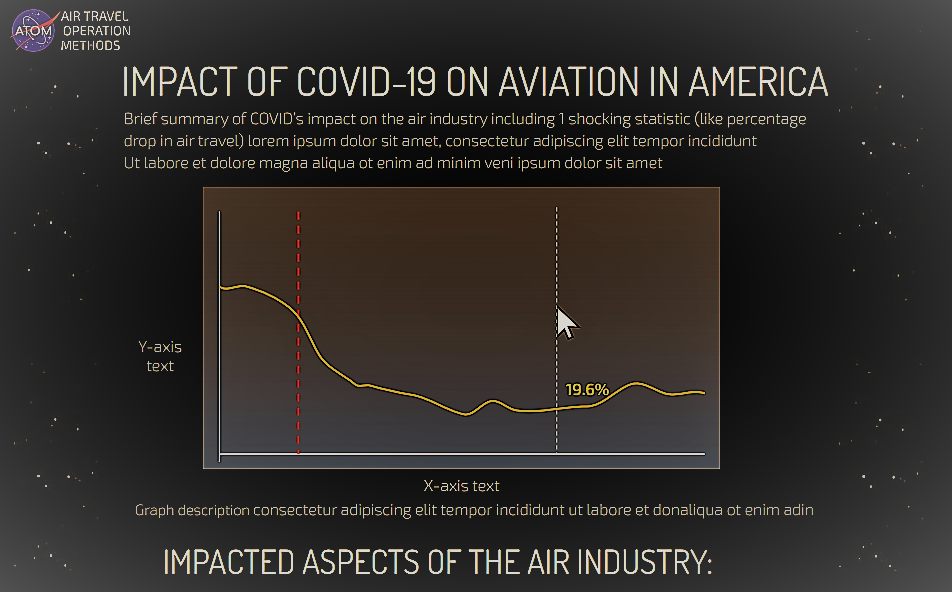 ATOM
AIR TRAVEL
OPERATION
METHODS
IMPACT OF COVID-19 ON AVIATION IN AMERICA
Brief summary of COVID's impact on the air industry including 1 shocking statistic (like percentage
drop in air travel) lorem ipsum dolor sit amet, consectetur adipiscing elit tempor incididunt
Ut labore et dolore magna aliqua ot enim ad minim veni ipsum dolor sit amet
Y-axis
text
19.6%
X-axis text
Graph description consectetur adipiscing elit tempor incididunt ut labore et donaliqua ot enim adin
IMPACTED ASPECTS OF THE AIR INDUSTRY: